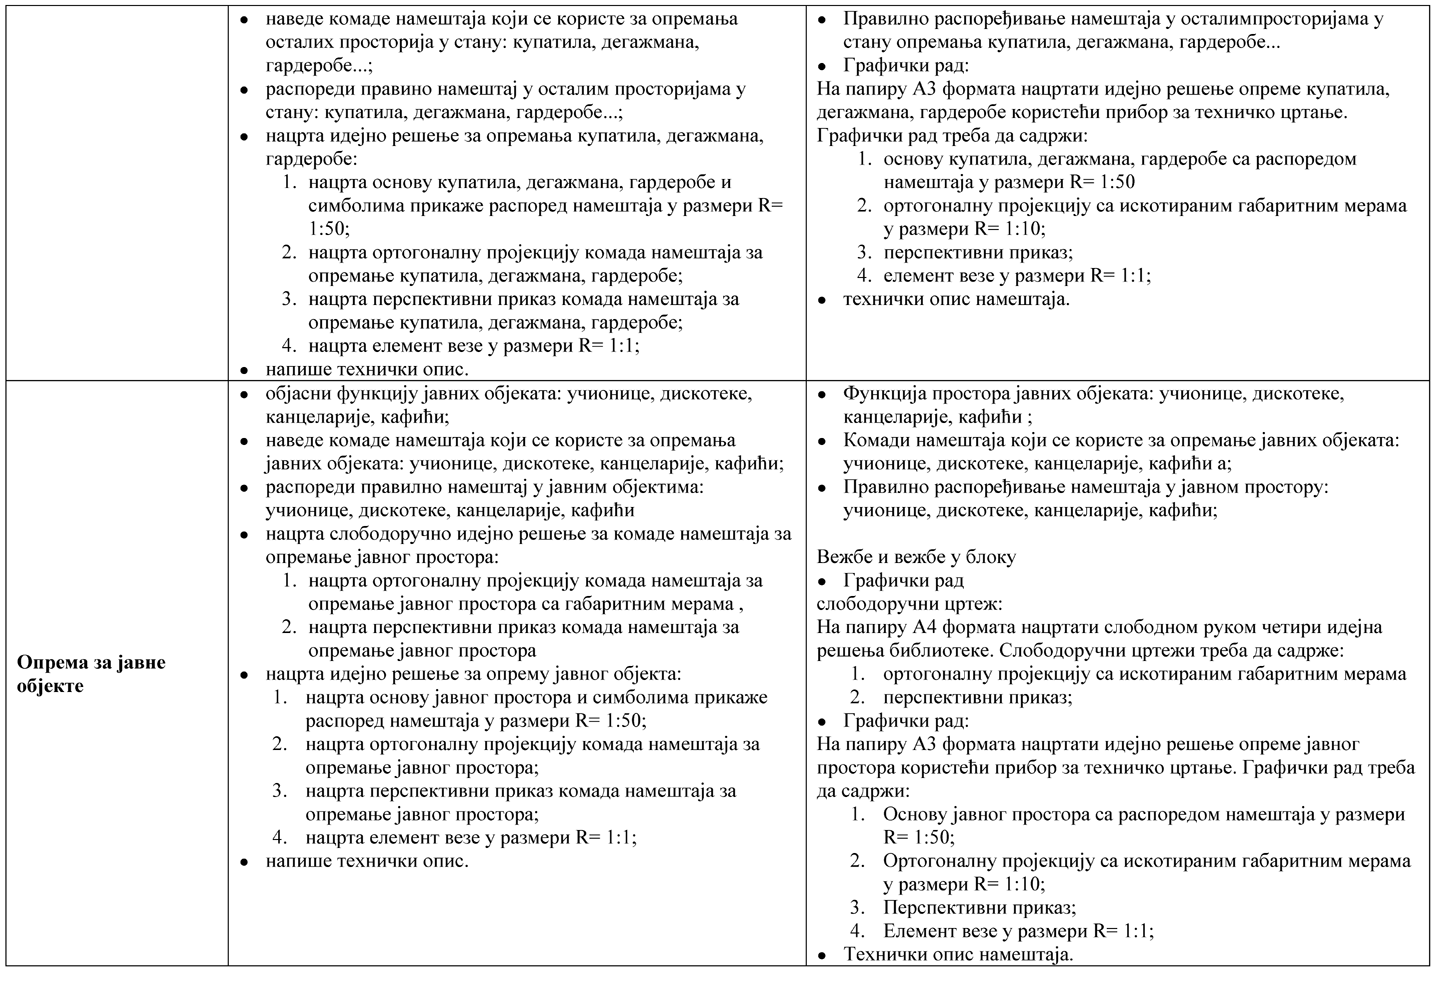 • наведе комаде намештаја који се користе за опремања
осталих просторија у стану: купатила, дегажмана,
гардеробе...;
• распореди правино намештај у осталим просторијама у
стану: купатила, дегажмана, гардеробе...;
• нацрта идејно решење за опремања купатила, дегажмана,
гардеробе:
1. нацрта основу купатила, дегажмана, гардеробе и
симболима прикаже распоред намештаја у размери R=
1:50;
2. нацрта ортогоналну пројекцију комада намештаја за
опремање купатила, дегажмана, гардеробе;
3. нацрта перспективни приказ комада намештаја за
опремање купатила, дегажмана, гардеробе;
4. нацрта елемент везе у размери R= 1:1;
• напише технички опис.
• Правилно распоређивање намештаја у осталимпросторијама у
стану опремања купатила, дегажмана, гардеробе...
• Графички рад:
На папиру А3 формата нацртати идејно решење опреме купатила,
дегажмана, гардеробе користећи прибор за техничко цртање.
Графички рад треба да садржи:
1. основу купатила, дегажмана, гардеробе са распоредом
намештаја у размери R= 1:50
2. ортогоналну пројекцију са искотираним габаритним мерама
у размери R= 1:10;
3. перспективни приказ;
4. елемент везе у размери R= 1:1;
• технички опис намештаја.
Опрема за јавне
објекте
• објасни функцију јавних објеката: учионице, дискотеке,
канцеларије, кафићи;
• наведе комаде намештаја који се користе за опремања
јавних објеката: учионице, дискотеке, канцеларије, кафићи;
• распореди правилно намештај у јавним објектима:
учионице, дискотеке, канцеларије, кафићи
• нацрта слободоручно идејно решење за комаде намештаја за
опремање јавног простора:
1. нацрта ортогоналну пројекцију комада намештаја за
опремање јавног простора са габаритним мерама ,
2. нацрта перспективни приказ комада намештаја за
опремање јавног простора
• нацрта идејно решење за опрему јавног објекта:
1. нацрта основу јавног простора и симболима прикаже
распоред намештаја у размери R= 1:50;
2. нацрта ортогоналну пројекцију комада намештаја за
опремање јавног простора;
3. нацрта перспективни приказ комада намештаја за
опремање јавног простора;
4. нацрта елемент везе у размери R= 1:1;
• напише технички опис.
• Функција простора јавних објеката: учионице, дискотеке,
канцеларије, кафићи ;
• Комади намештаја који се користе за опремање јавних објеката:
учионице, дискотеке, канцеларије, кафићи а;
• Правилно распоређивање намештаја у јавном простору:
учионице, дискотеке, канцеларије, кафићи;
Вежбе и вежбе у блоку
• Графички рад
слободоручни цртеж:
На папиру А4 формата нацртати слободном руком четири идејна
решења библиотеке. Слободоручни цртежи треба да садрже:
1. ортогоналну пројекцију са искотираним габаритним мерама
2. перспективни приказ;
• Графички рад:
На папиру А3 формата нацртати идејно решење опреме јавног
простора користећи прибор за техничко цртање. Графички рад треба
да садржи:
1. Основу јавног простора са распоредом намештаја у размери
R= 1:50;
2. Ортогоналну пројекцију са искотираним габаритним мерама
у размери R= 1:10;
3. Перспективни приказ;
4. Елемент везе у размери R= 1:1;
• Технички опис намештаја.